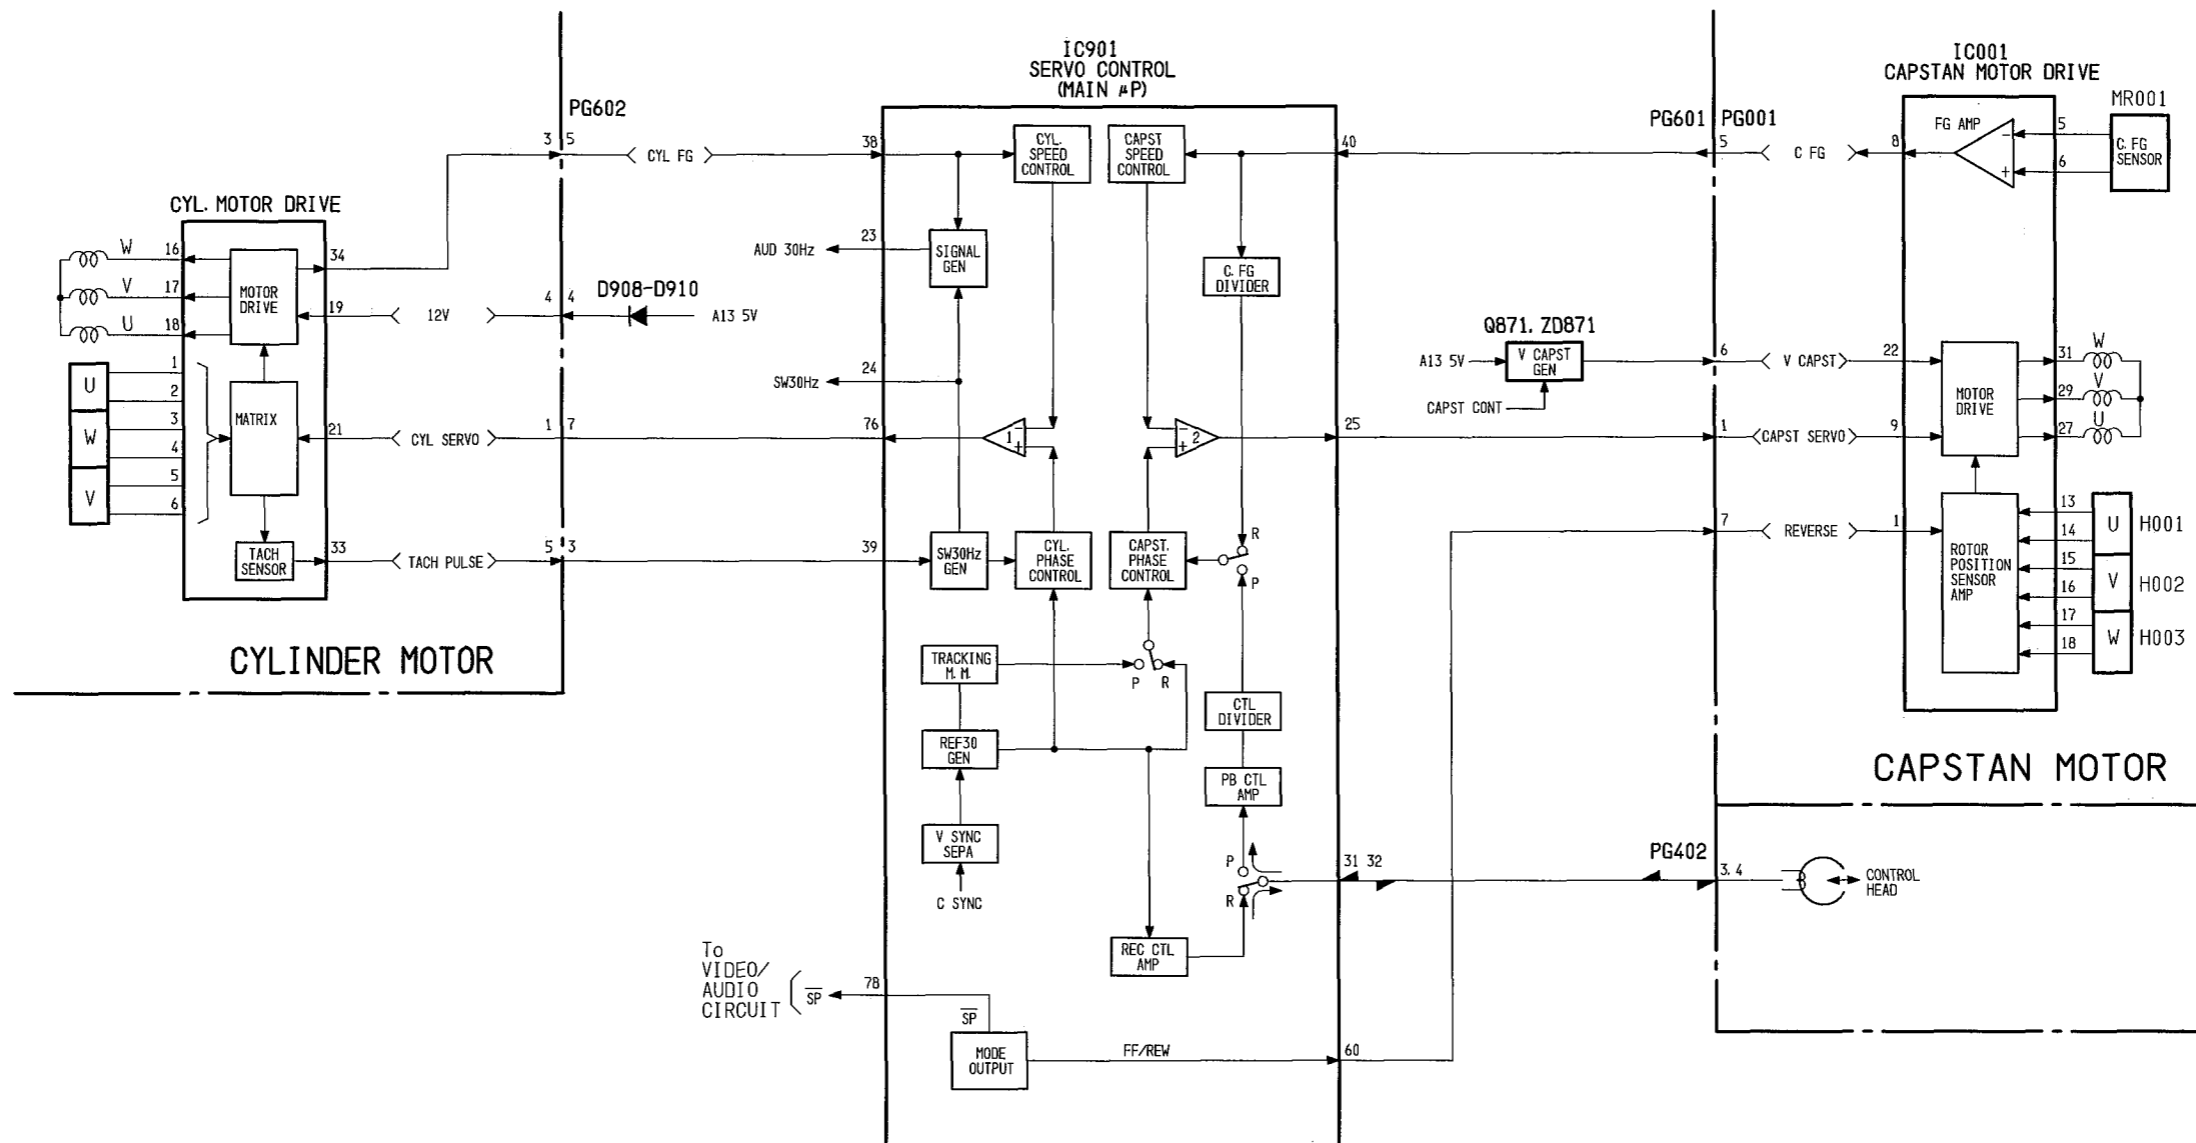 IC901
SERVO CONTROL
(MAIN μP)
IC001
CAPSTAN MOTOR DRIVE
MR001
PG602
PG601 PG001
3 5
CYL FG
38
CYL.
SPEED
CONTROL
CAPST
SPEED
CONTROL
40
5
C FG
8
FG AMP
-
+
5
6
C. FG
SENSOR
CYL. MOTOR DRIVE
W
16
V
17
U
18
MOTOR
DRIVE
34
19
12V
4 4
D908-D910
A13 5V
AUD 30Hz
23
SIGNAL
GEN
C. FG
DIVIDER
SW30Hz
24
Q871. ZD871
A13 5V
V CAPST
GEN
CAPST CONT
6
V CAPST
22
MOTOR
DRIVE
31
W
29
V
27
U
1
U
2
3
W
4
5
V
6
MATRIX
21
CYL SERVO
1 7
76
1
-
+
-
+
2
25
1
CAPST SERVO
9
TACH
SENSOR
33
TACH PULSE
5 3
39
SW30Hz
GEN
CYL.
PHASE
CONTROL
CAPST.
PHASE
CONTROL
R
P
7
REVERSE
1
ROTOR
POSITION
SENSOR
AMP
13
U
H001
14
15
V
H002
16
17
W
H003
18
CYLINDER MOTOR
TRACKING
M. M.
P R
CTL
DIVIDER
REF30
GEN
PB CTL
AMP
CAPSTAN MOTOR
V SYNC
SEPA
C SYNC
P
R
31 32
PG402
3. 4
CONTROL
HEAD
REC CTL
AMP
To
VIDEO/
AUDIO
CIRCUIT
SP
78
SP
MODE
OUTPUT
FF/REW
60